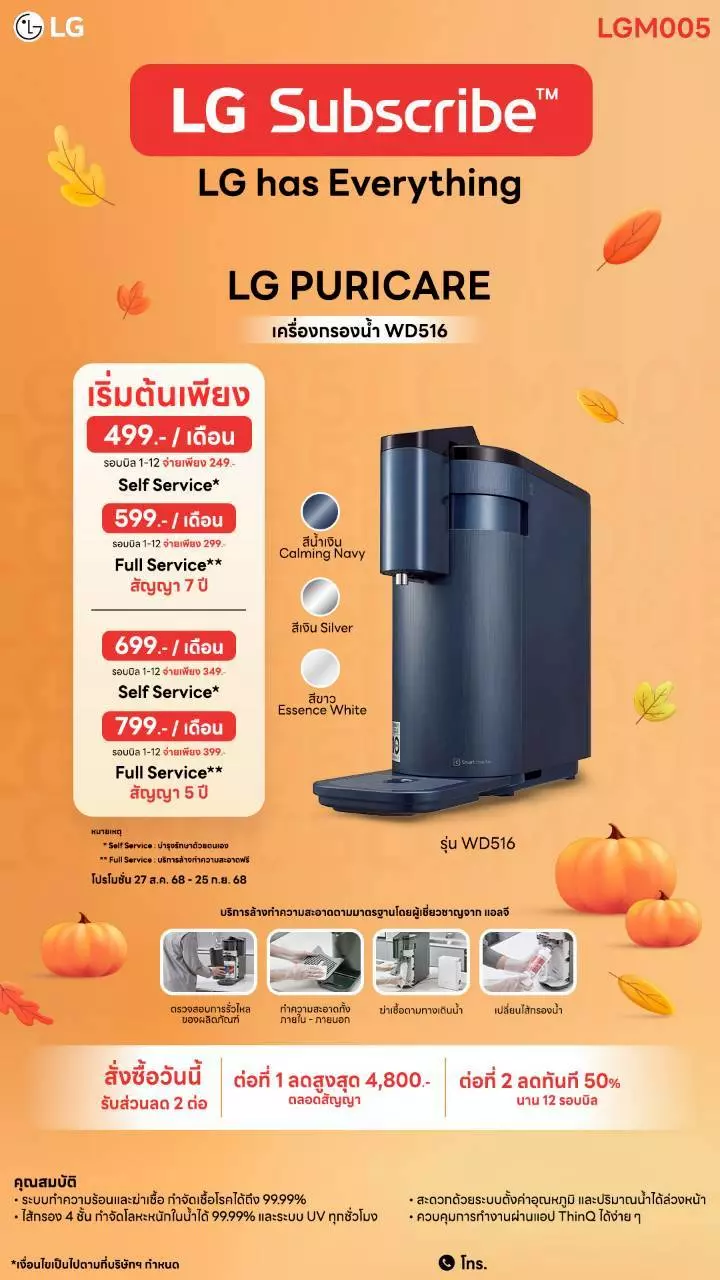 LG
LGM005
LG Subscribe™
LG has Everything
LG PURICARE
เครื่องกรองน้ำ WD516
เริ่มต้นเพียง
499.- / เดือน
รอบบิล 1-12 จ่ายเพียง 249.-
Self Service*
599.- / เดือน
รอบบิล 1-12 จ่ายเพียง 299.-
Full Service**
สัญญา 7 ปี
699.- / เดือน
รอบบิล 1-12 จ่ายเพียง 349.-
Self Service*
799.- / เดือน
รอบบิล 1-12 จ่ายเพียง 399.-
Full Service**
สัญญา 5 ปี
สีน้ำเงิน
Calming Navy
สีเงิน Silver
สีขาว
Essence White
รุ่น WD516
หมายเหตุ
* Self Service : บำรุงรักษาด้วยตนเอง
** Full Service : บริการล้างทำความสะอาดฟรี
โปรโมชั่น 27 ส.ค. 68 - 25 ก.ย. 68
บริการล้างทำความสะอาดตามมาตรฐานโดยผู้เชี่ยวชาญจาก แอลจี
ตรวจสอบการรั่วไหล
ของผลิตภัณฑ์
ทำความสะอาดทั้ง
ภายใน - ภายนอก
ฆ่าเชื้อตามทางเดินน้ำ
เปลี่ยนไส้กรองน้ำ
สั่งซื้อวันนี้
รับส่วนลด 2 ต่อ
ต่อที่ 1 ลดสูงสุด 4,800.-
ตลอดสัญญา
ต่อที่ 2 ลดทันที 50%
นาน 12 รอบบิล
คุณสมบัติ
• ระบบทำความร้อนและฆ่าเชื้อ กำจัดเชื้อโรคได้ถึง 99.99%
• ไส้กรอง 4 ชั้น กำจัดโลหะหนักในน้ำได้ 99.99% และระบบ UV ทุกชั่วโมง
• สะดวกด้วยระบบตั้งค่าอุณหภูมิ และปริมาณน้ำได้ล่วงหน้า
• ควบคุมการทำงานผ่านแอป ThinQ ได้ง่าย ๆ
*เงื่อนไขเป็นไปตามที่บริษัทฯ กำหนด
โทร.